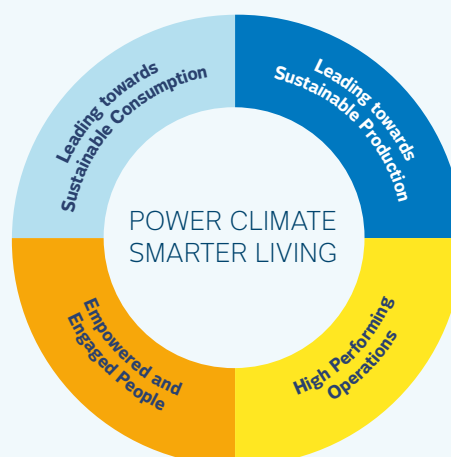 Leading towards
Sustainable Consumption
Leading towards
Sustainable Production
POWER CLIMATE
SMARTER LIVING
Empowered and
Engaged People
High Performing
Operations